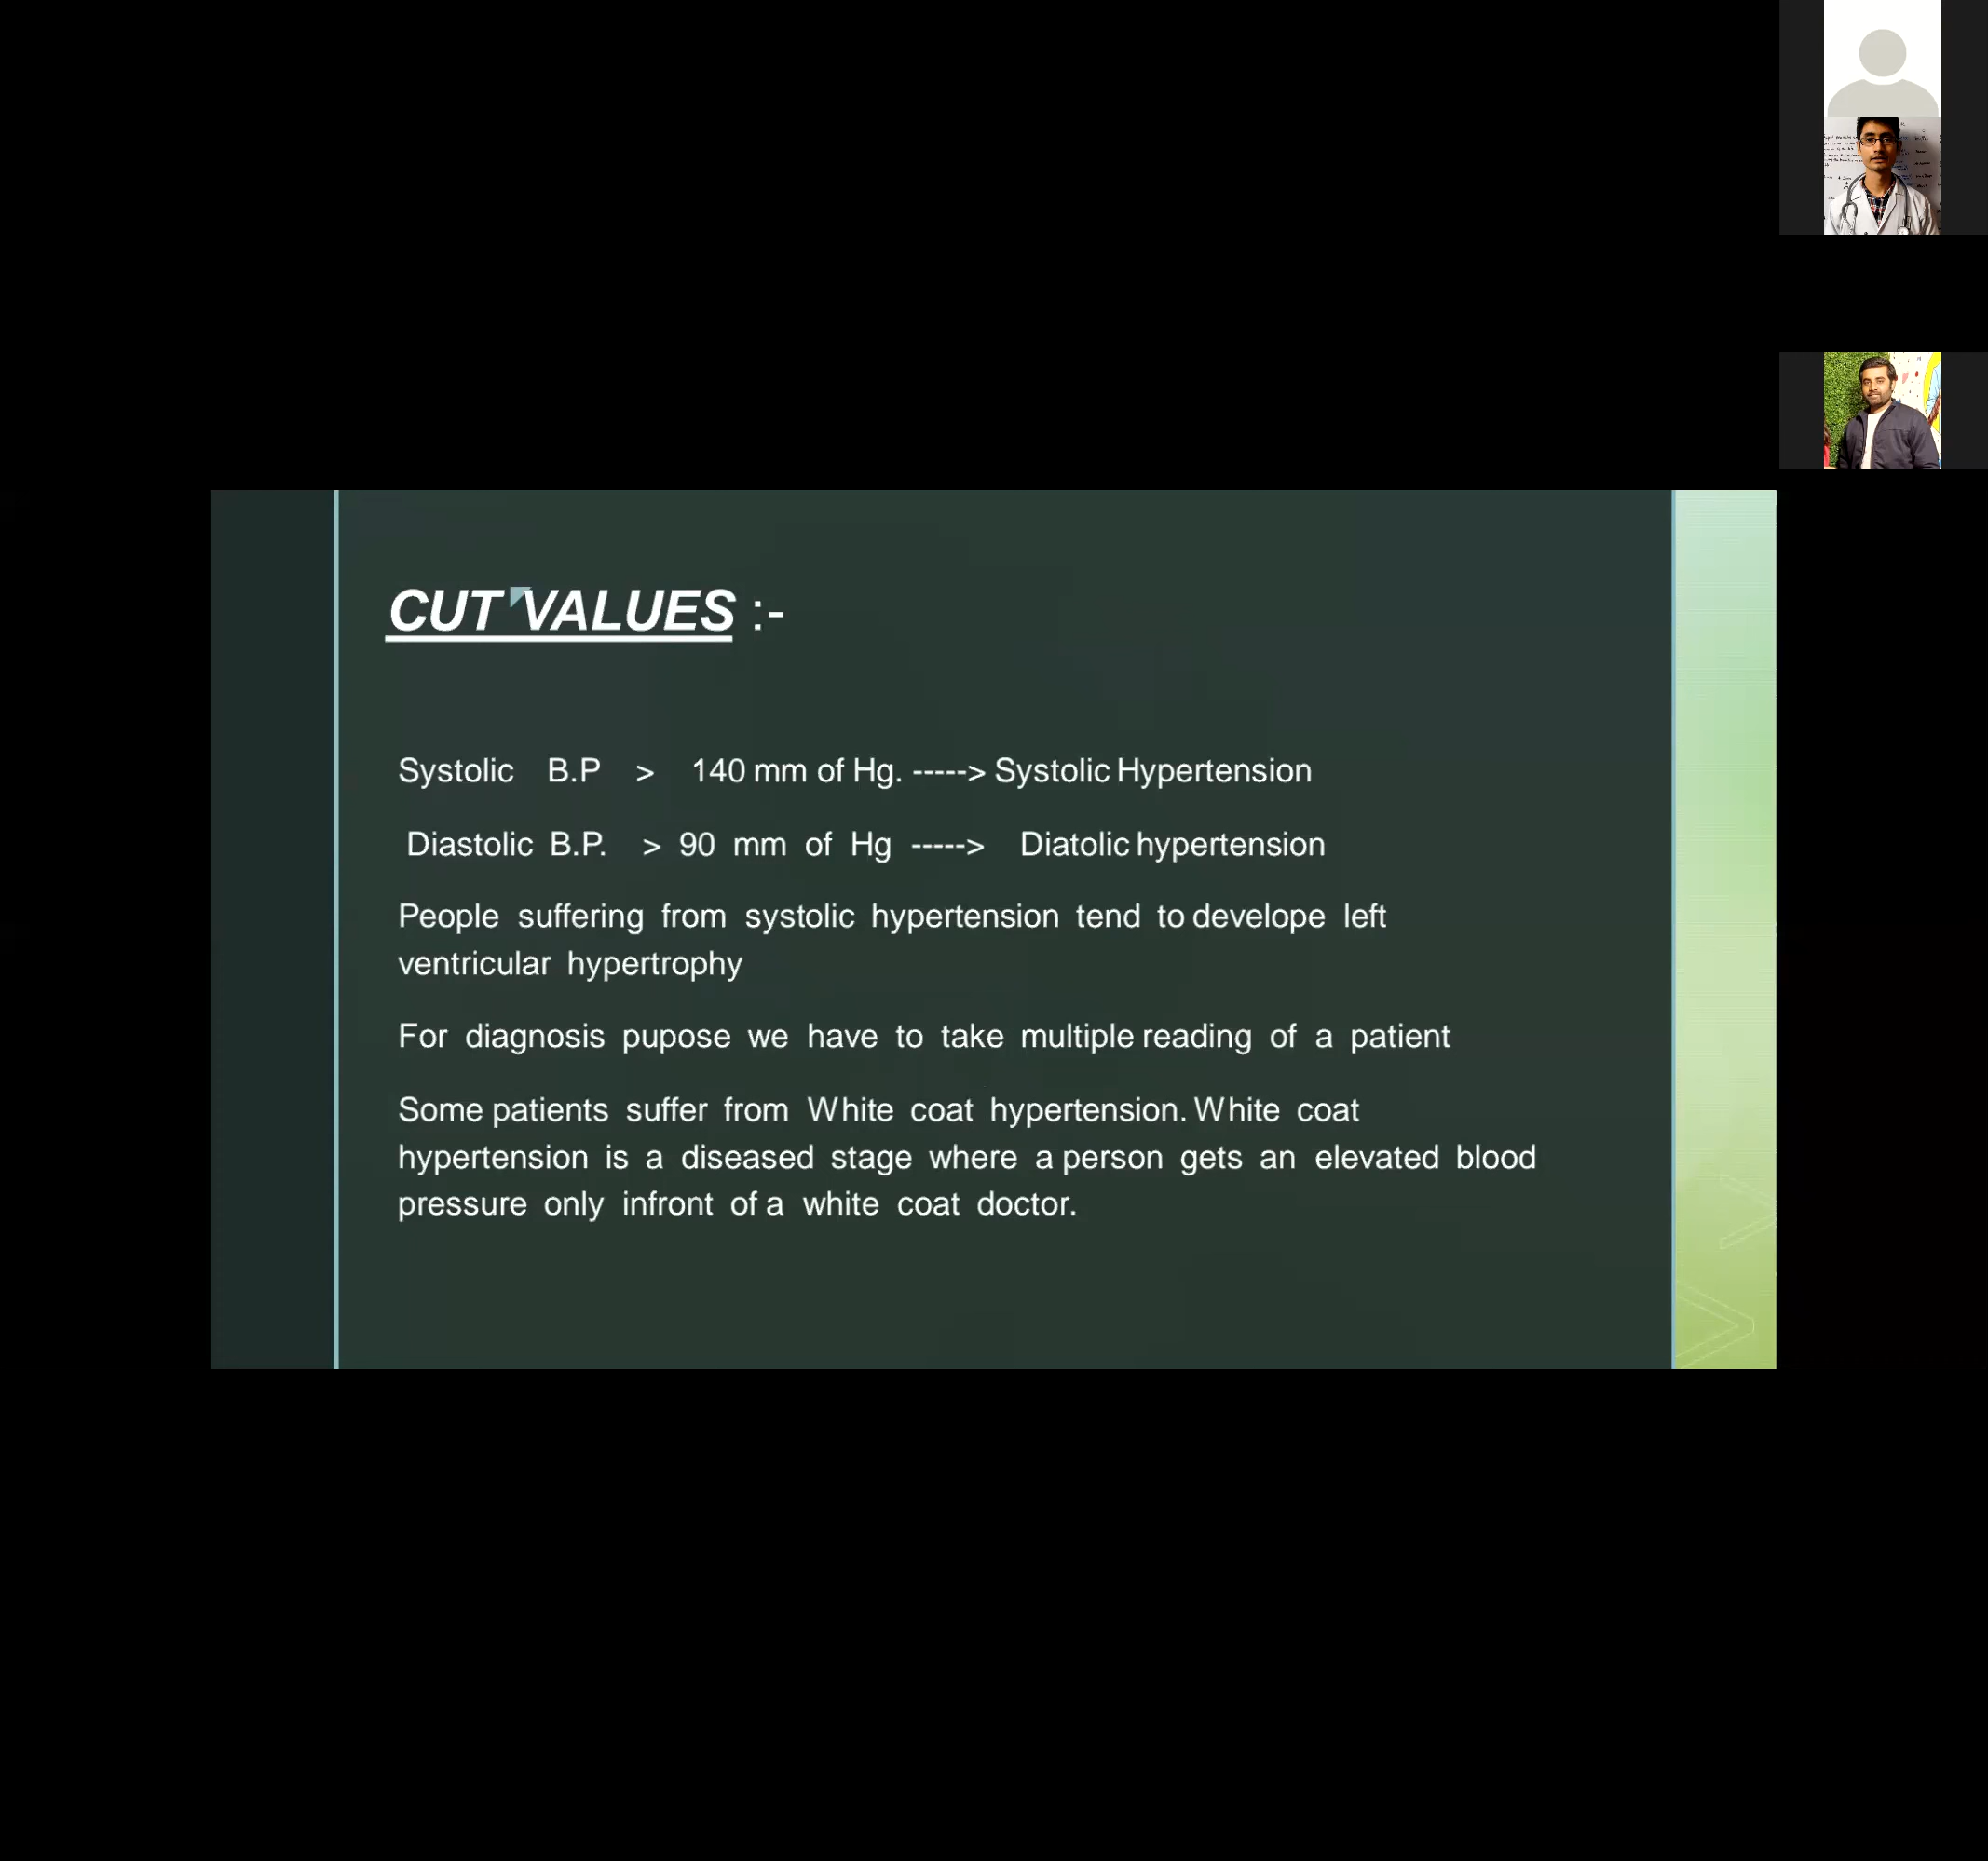 CUT VALUES :-
Systolic B.P > 140 mm of Hg. -----> Systolic Hypertension
Diastolic B.P. > 90 mm of Hg -----> Diatolic hypertension
People suffering from systolic hypertension tend to develope left
ventricular hypertrophy
For diagnosis pupose we have to take multiple reading of a patient
Some patients suffer from White coat hypertension. White coat
hypertension is a diseased stage where a person gets an elevated blood
pressure only infront of a white coat doctor.